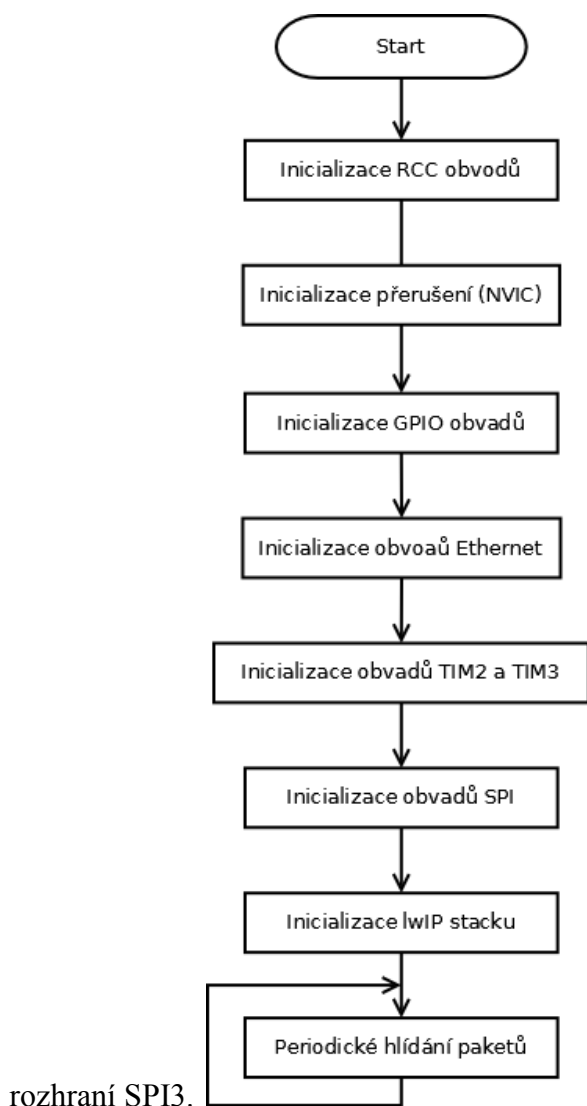 Start
Inicializace RCC obvodů
Inicializace přerušení (NVIC)
Inicializace GPIO obvadů
Inicializace obvoaů Ethernet
Inicializace obvadů TIM2 a TIM3
Inicializace obvadů SPI
Inicializace lwIP stacku
Periodické hlídání paketů
rozhraní SPI3.